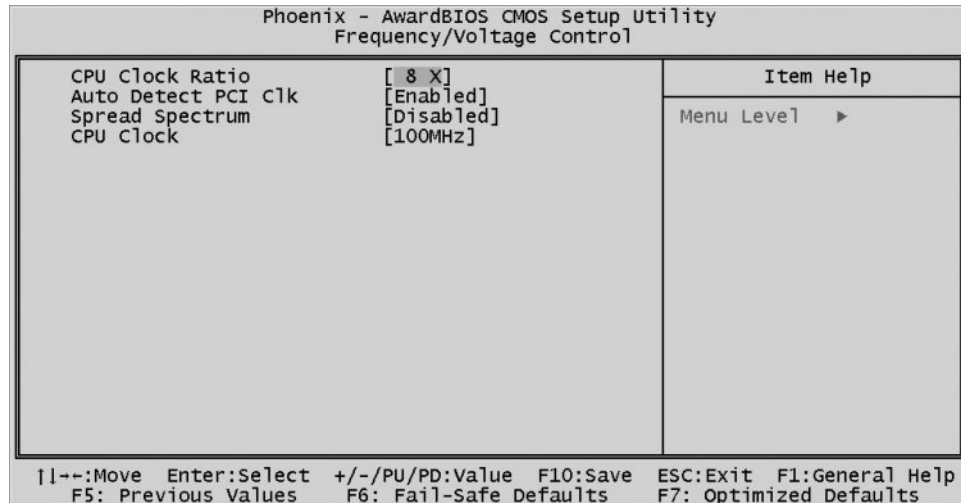 Phoenix - AwardBIOS CMOS Setup Utility
Frequency/Voltage Control
CPU Clock Ratio [ 8 X]
Auto Detect PCI Clk [Enabled]
Spread Spectrum [Disabled]
CPU Clock [100MHz]
Item Help
Menu Level ►
↑↓→←:Move Enter:Select +/-/PU/PD:Value F10:Save ESC:Exit F1:General Help
F5: Previous Values F6: Fail-Safe Defaults F7: Optimized Defaults